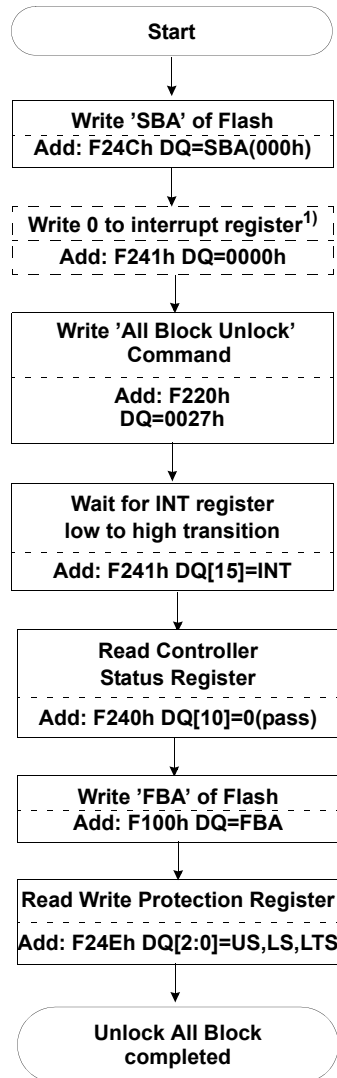 Start
Write ’SBA’ of Flash
Add: F24Ch DQ=SBA(000h)
Write 0 to interrupt register1)
Add: F241h DQ=0000h
Write ’All Block Unlock’
Command
Add: F220h
DQ=0027h
Wait for INT register
low to high transition
Add: F241h DQ[15]=INT
Read Controller
Status Register
Add: F240h DQ[10]=0(pass)
Write ’FBA’ of Flash
Add: F100h DQ=FBA
Read Write Protection Register
Add: F24Eh DQ[2:0]=US,LS,LTS
Unlock All Block
completed